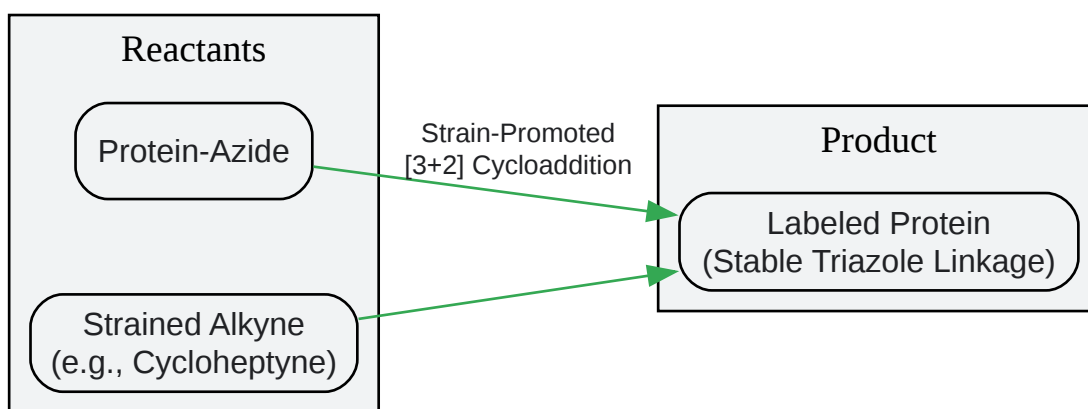 Reactants
Protein-Azide
Strained Alkyne
(e.g., Cycloheptyne)
Strain-Promoted
[3+2] Cycloaddition
Product
Labeled Protein
(Stable Triazole Linkage)